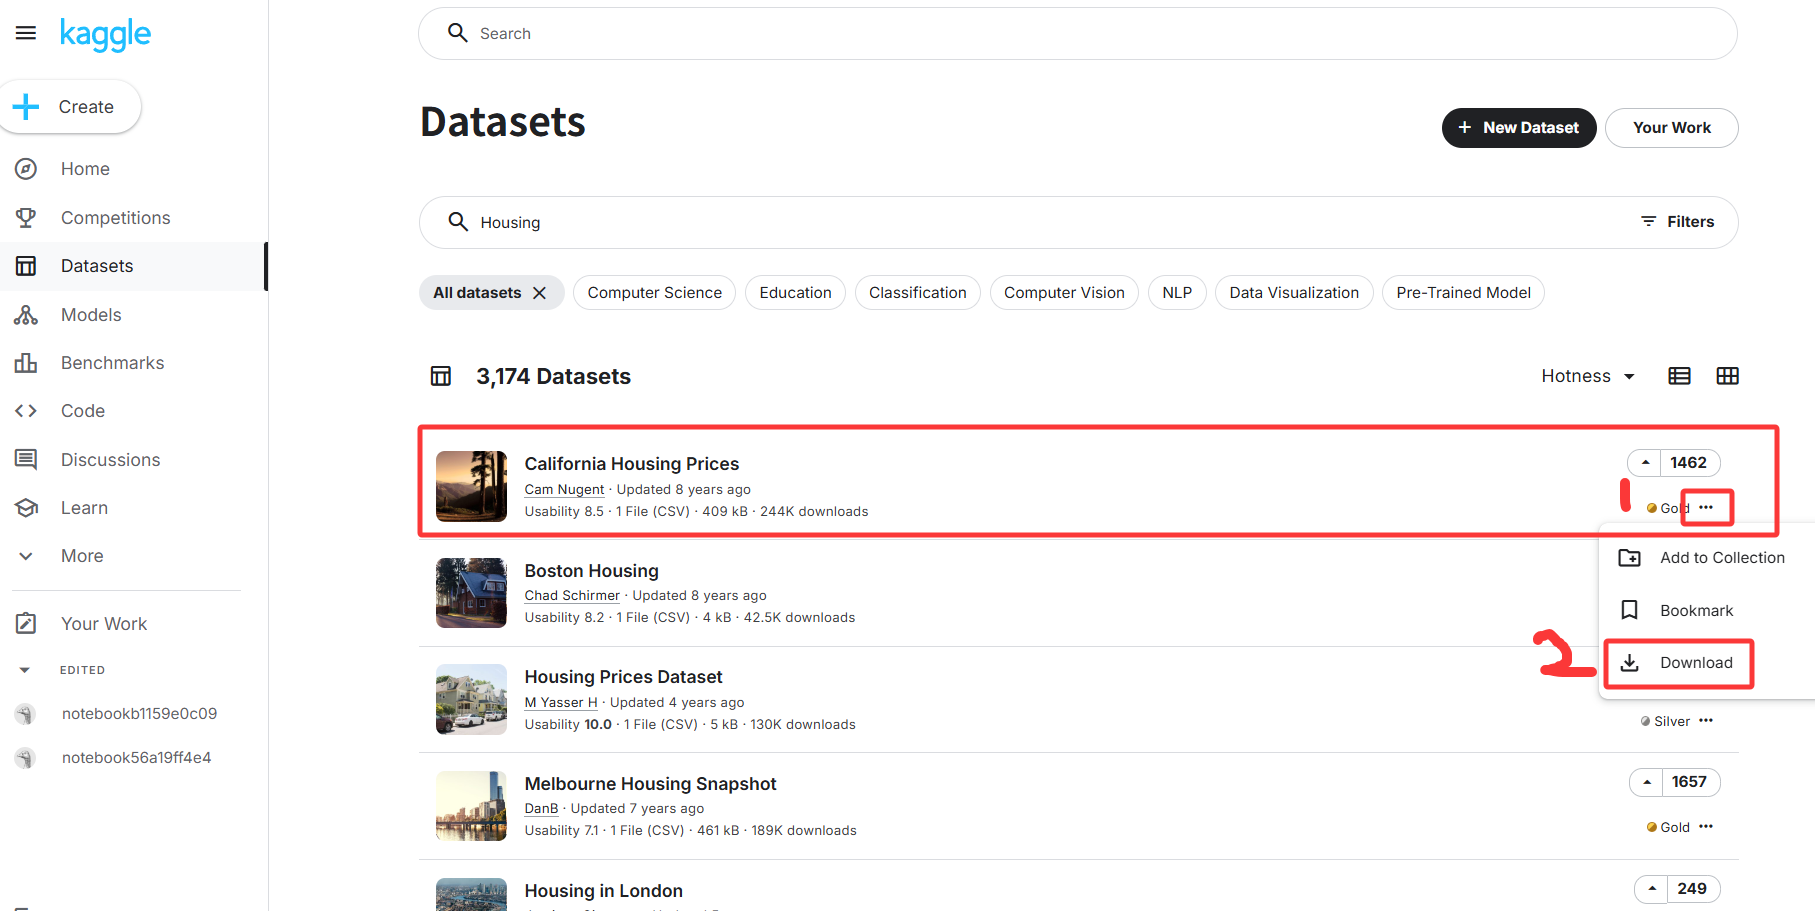 kaggle
Search
Create
Home
Competitions
Datasets
Models
Benchmarks
Code
Discussions
Learn
More
Your Work
EDITED
notebookb1159e0c09
notebook56a19ff4e4
Datasets
+ New Dataset
Your Work
Housing
Filters
All datasets
Computer Science
Education
Classification
Computer Vision
NLP
Data Visualization
Pre-Trained Model
3,174 Datasets
Hotness
California Housing Prices
Cam Nugent · Updated 8 years ago
Usability 8.5 · 1 File (CSV) · 409 kB · 244K downloads
1462
1
Gold ···
Add to Collection
Bookmark
2
Download
Boston Housing
Chad Schirmer · Updated 8 years ago
Usability 8.2 · 1 File (CSV) · 4 kB · 42.5K downloads
Housing Prices Dataset
M Yasser H · Updated 4 years ago
Usability 10.0 · 1 File (CSV) · 5 kB · 130K downloads
Silver ···
Melbourne Housing Snapshot
DanB · Updated 7 years ago
Usability 7.1 · 1 File (CSV) · 461 kB · 189K downloads
1657
Gold ···
Housing in London
249